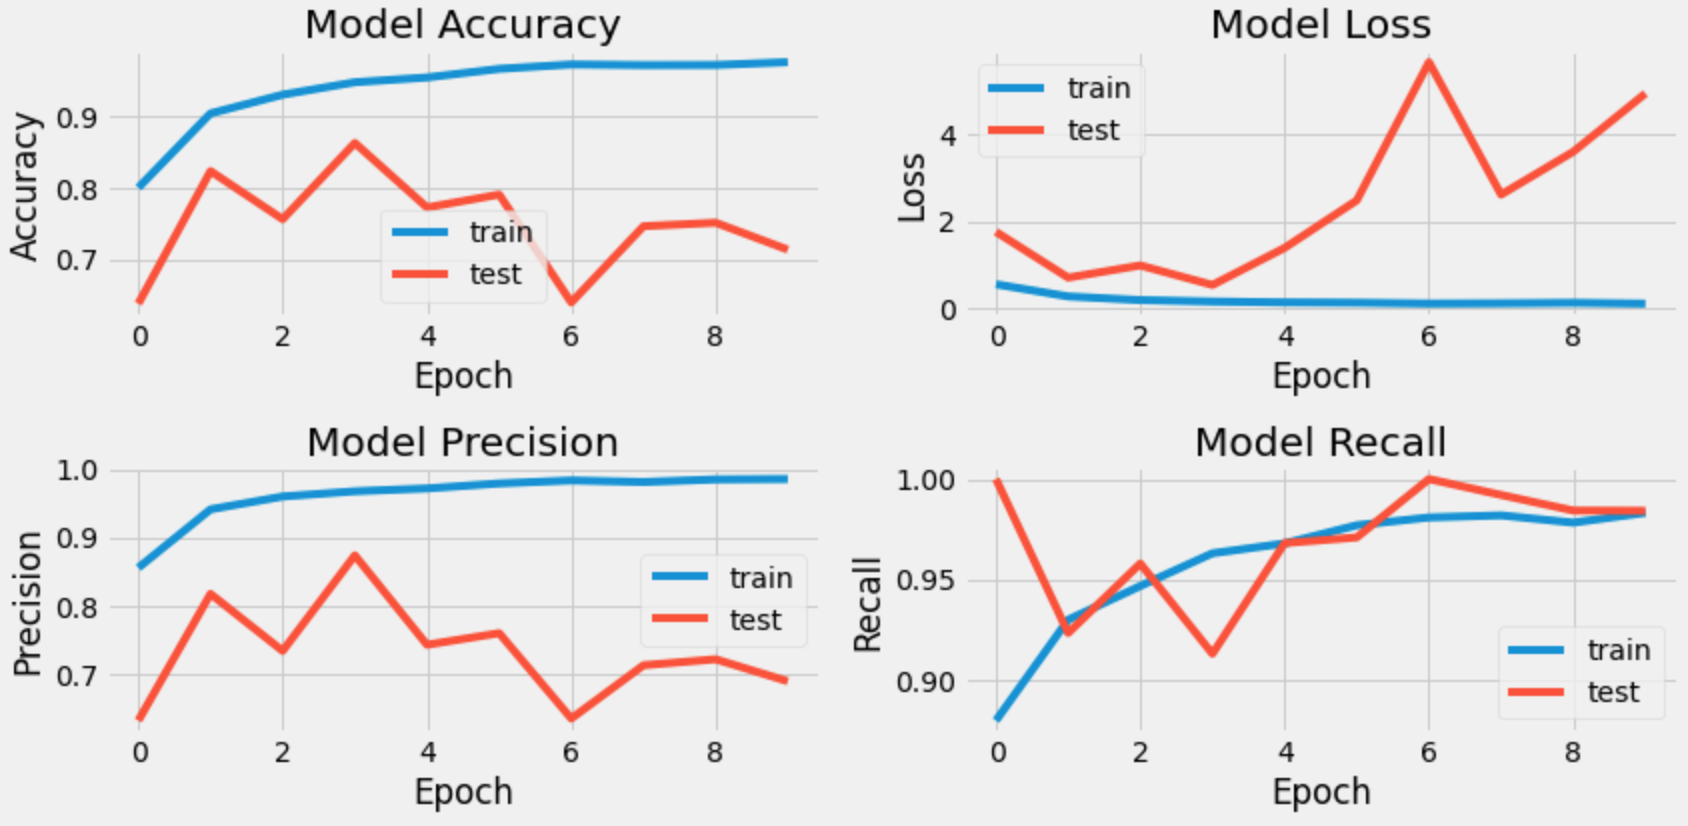 Model Accuracy
Accuracy
0.9
0.8
0.7
train
test
0 2 4 6 8
Epoch
Model Loss
Loss
4
2
0
train
test
0 2 4 6 8
Epoch
Model Precision
Precision
1.0
0.9
0.8
0.7
train
test
0 2 4 6 8
Epoch
Model Recall
Recall
1.00
0.95
0.90
train
test
0 2 4 6 8
Epoch